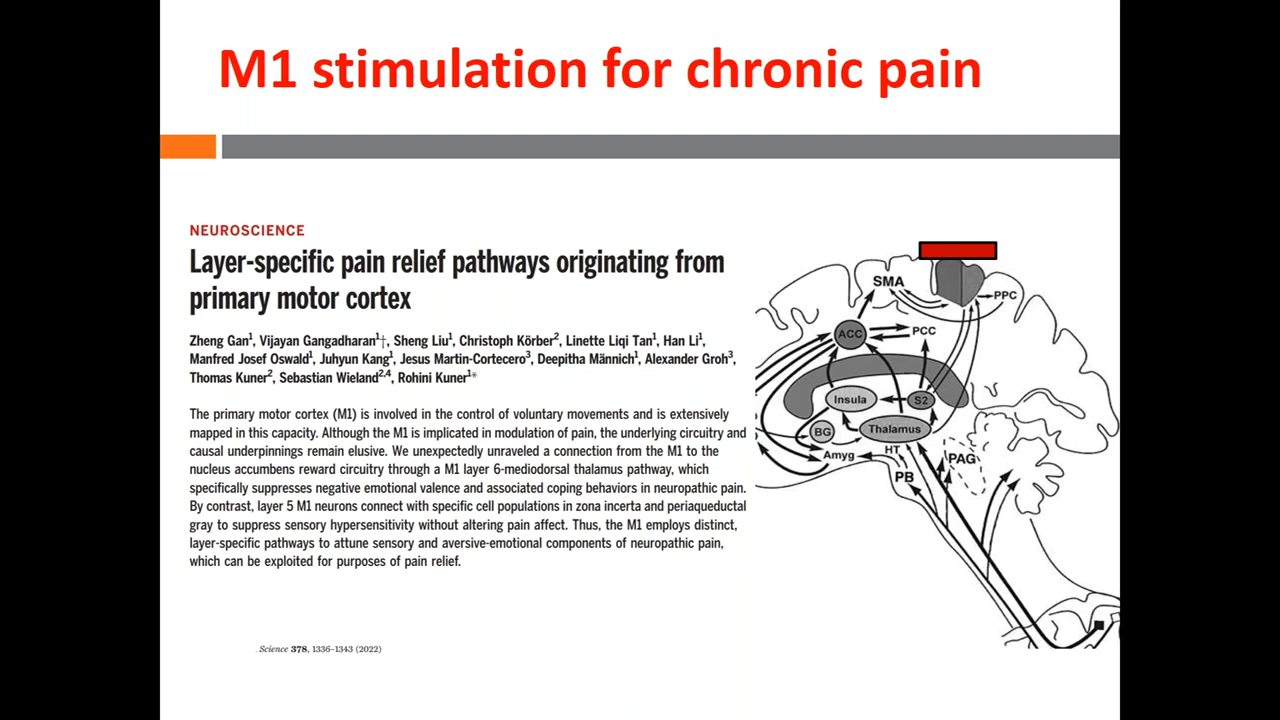 M1 stimulation for chronic pain
NEUROSCIENCE
Layer-specific pain relief pathways originating from
primary motor cortex
Zheng Gan1, Vijayan Gangadharan1†, Sheng Liu1, Christoph Körber2, Linette Liqi Tan1, Han Li1,
Manfred Josef Oswald1, Juhyun Kang1, Jesus Martin-Cortecero3, Deepitha Männich1, Alexander Groh3,
Thomas Kuner2, Sebastian Wieland2,4, Rohini Kuner1*
The primary motor cortex (M1) is involved in the control of voluntary movements and is extensively
mapped in this capacity. Although the M1 is implicated in modulation of pain, the underlying circuitry and
causal underpinnings remain elusive. We unexpectedly unraveled a connection from the M1 to the
nucleus accumbens reward circuitry through a M1 layer 6-mediodorsal thalamus pathway, which
specifically suppresses negative emotional valence and associated coping behaviors in neuropathic pain.
By contrast, layer 5 M1 neurons connect with specific cell populations in zona incerta and periaqueductal
gray to suppress sensory hypersensitivity without altering pain affect. Thus, the M1 employs distinct,
layer-specific pathways to attune sensory and aversive-emotional components of neuropathic pain,
which can be exploited for purposes of pain relief.
Science 378, 1336–1343 (2022)
SMA
PPC
ACC
PCC
Insula
S2
BG
Thalamus
Amyg
HT
PAG
PB